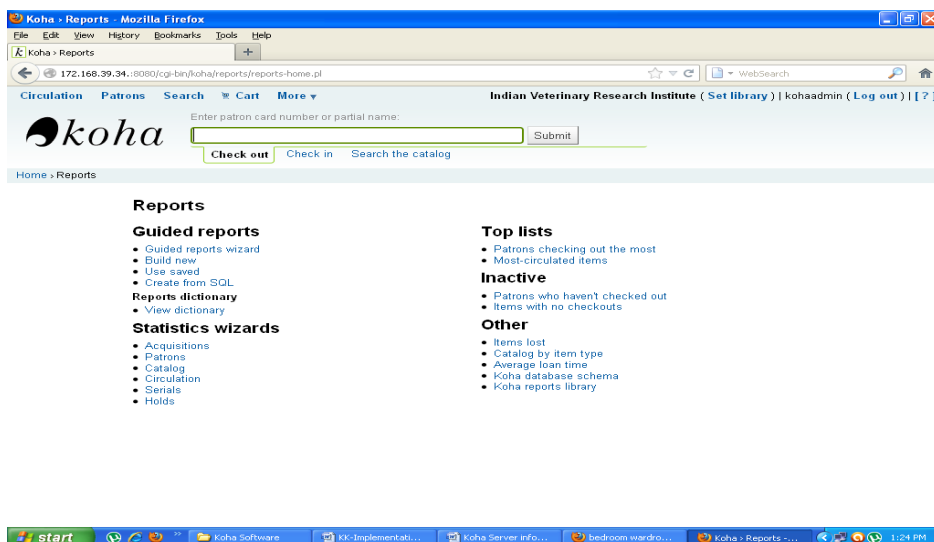 Koha › Reports - Mozilla Firefox
File Edit View History Bookmarks Tools Help
Koha › Reports
172.168.39.34.:8080/cgi-bin/koha/reports/reports-home.pl WebSearch
Circulation Patrons Search Cart More Indian Veterinary Research Institute ( Set library ) | kohaadmin ( Log out ) | [ ? ]
koha
Enter patron card number or partial name:
Submit
Check out Check in Search the catalog
Home › Reports
Reports
Guided reports
• Guided reports wizard
• Build new
• Use saved
• Create from SQL
Reports dictionary
• View dictionary
Statistics wizards
• Acquisitions
• Patrons
• Catalog
• Circulation
• Serials
• Holds
Top lists
• Patrons checking out the most
• Most-circulated items
Inactive
• Patrons who haven't checked out
• Items with no checkouts
Other
• Items lost
• Catalog by item type
• Average loan time
• Koha database schema
• Koha reports library
start Koha Software KK-Implementati... Koha Server info... bedroom wardro... Koha › Reports -... 1:24 PM